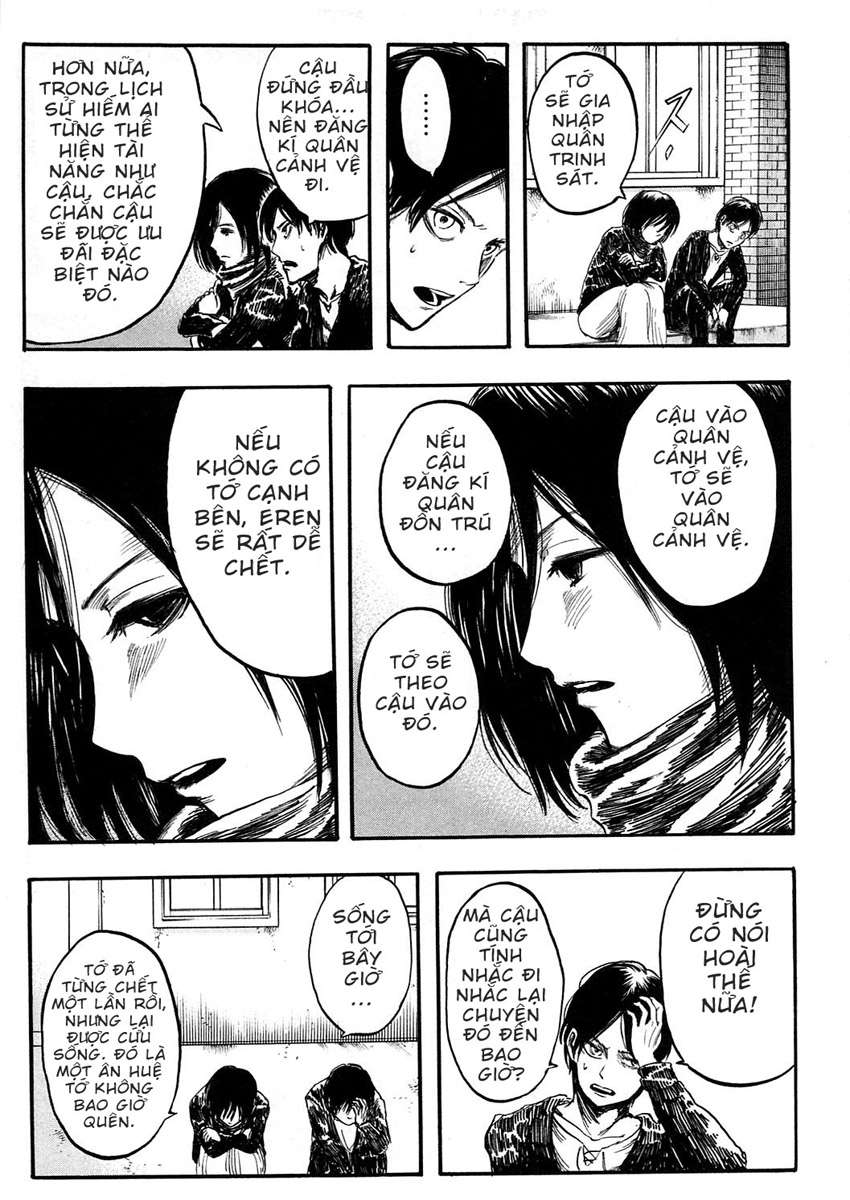 TỚ
SẼ GIA
NHẬP
QUÂN
TRINH
SÁT.
ス...
......
CẬU
ĐỨNG ĐẦU
KHÓA...
NÊN ĐĂNG
KÍ QUÂN
CẢNH VỆ
ĐI.
HƠN NỮA,
TRONG LỊCH
SỬ HIẾM AI
TỪNG THỂ
HIỆN TÀI
NĂNG NHƯ
CẬU, CHẮC
CHẮN CẬU
SẼ ĐƯỢC ƯU
ĐÃI ĐẶC
BIỆT NÀO
ĐÓ.
CẬU VÀO
QUÂN
CẢNH VỆ,
TỚ SẼ
VÀO
QUÂN
CẢNH VỆ.
NẾU
CẬU
ĐĂNG KÍ
QUÂN
ĐỒN TRÚ
...
TỚ SẼ
THEO
CẬU VÀO
ĐÓ.
NẾU
KHÔNG CÓ
TỚ CẠNH
BÊN, EREN
SẼ RẤT DỄ
CHẾT.
ĐỪNG
CÓ NÓI
HOÀI
THẾ
NỮA!
MÀ CẬU
CŨNG
TÍNH
NHẮC ĐI
NHẮC LẠI
CHUYỆN
ĐÓ ĐẾN
BAO
GIỜ?
SỐNG
TỚI
BÂY
GIỜ
...
TỚ ĐÃ
TỪNG CHẾT
MỘT LẦN RỒI,
NHƯNG LẠI
ĐƯỢC CỨU
SỐNG. ĐÓ LÀ
MỘT ÂN HUỆ
TỚ KHÔNG
BAO GIỜ
QUÊN.